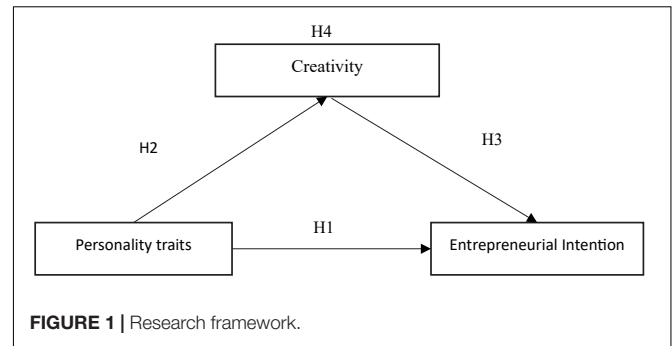 H4
Creativity
H2
H3
Personality traits
H1
Entrepreneurial Intention
FIGURE 1 | Research framework.